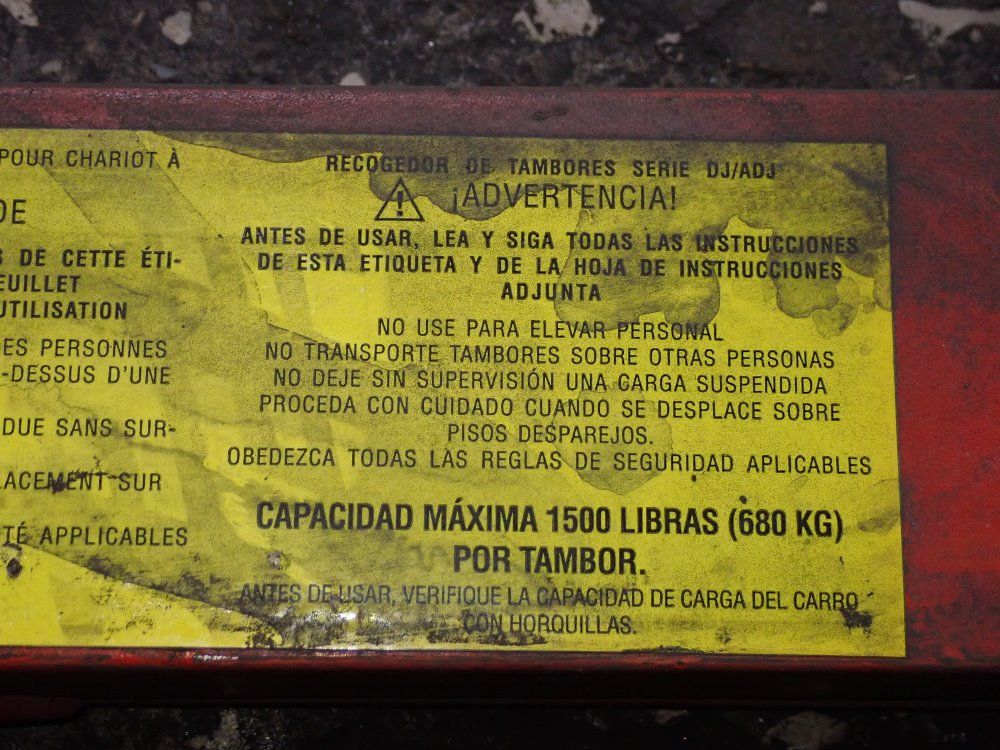 POUR CHARIOT À
DE
S DE CETTE ÉTI-
EUILLET
UTILISATION
DES PERSONNES
-DESSUS D'UNE
DUE SANS SUR-
LACEMENT SUR
TÉ APPLICABLES
RECOGEDOR DE TAMBORES SERIE DJ/ADJ
¡ADVERTENCIA!
ANTES DE USAR, LEA Y SIGA TODAS LAS INSTRUCCIONES
DE ESTA ETIQUETA Y DE LA HOJA DE INSTRUCCIONES
ADJUNTA
NO USE PARA ELEVAR PERSONAL
NO TRANSPORTE TAMBORES SOBRE OTRAS PERSONAS
NO DEJE SIN SUPERVISIÓN UNA CARGA SUSPENDIDA
PROCEDA CON CUIDADO CUANDO SE DESPLACE SOBRE
PISOS DESPAREJOS.
OBEDEZCA TODAS LAS REGLAS DE SEGURIDAD APLICABLES
CAPACIDAD MÁXIMA 1500 LIBRAS (680 KG)
POR TAMBOR.
ANTES DE USAR, VERIFIQUE LA CAPACIDAD DE CARGA DEL CARRO
CON HORQUILLAS.